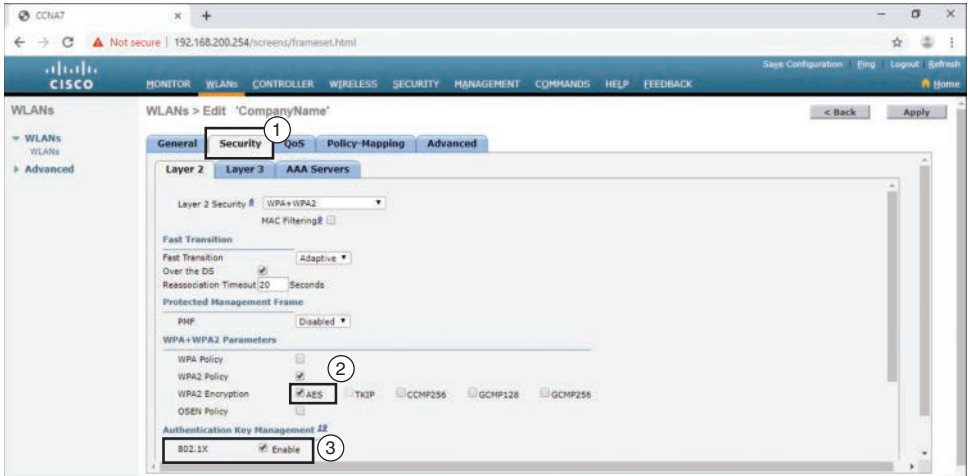 CCNA7
Not secure | 192.168.200.254/screens/frameset.html
Save Configuration Ping Logout Refresh
CISCO MONITOR WLANs CONTROLLER WIRELESS SECURITY MANAGEMENT COMMANDS HELP FEEDBACK Home
WLANs
WLANs
WLANs
Advanced
WLANs > Edit 'CompanyName'
< Back Apply
1
General Security QoS Policy-Mapping Advanced
Layer 2 Layer 3 AAA Servers
Layer 2 Security 6 WPA+WPA2
MAC Filtering 9
Fast Transition
Fast Transition Adaptive
Over the DS
Reassociation Timeout 20 Seconds
Protected Management Frame
PMF Disabled
WPA+WPA2 Parameters
WPA Policy
WPA2 Policy
2
WPA2 Encryption AES TKIP CCMP256 GCMP128 GCMP256
OSEN Policy
Authentication Key Management 19
802.1X Enable
3